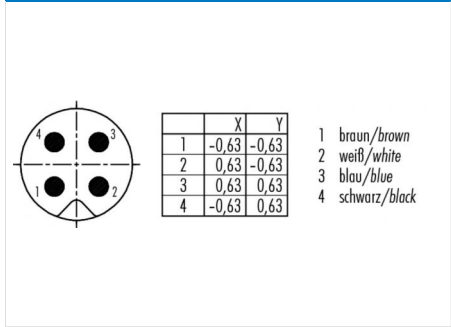 4 3
1 2
X Y
1 -0,63 -0,63
2 0,63 -0,63
3 0,63 0,63
4 -0,63 0,63
1 braun/brown
2 weiß/white
3 blau/blue
4 schwarz/black